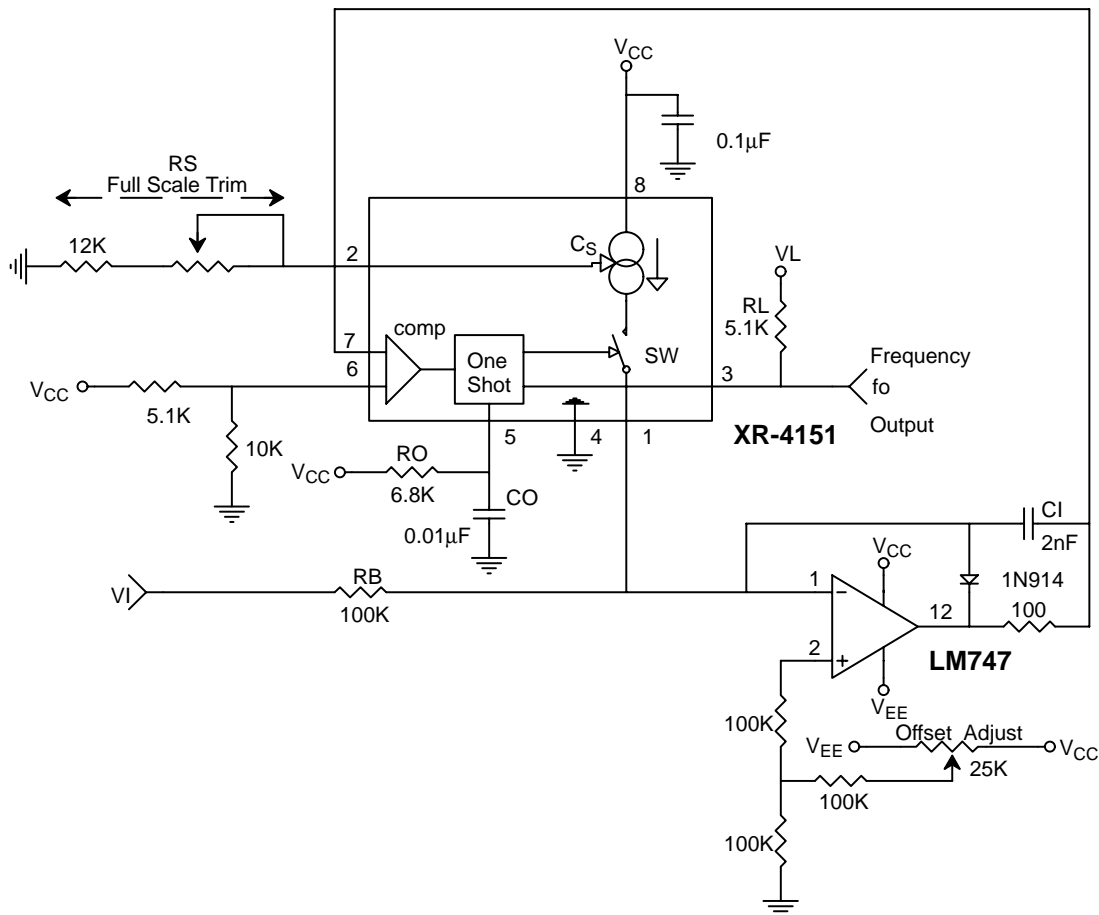 VCC
0.1µF
RS
Full Scale Trim
8
12K
2
CS
VL
RL
5.1K
comp
7
6
One
Shot
SW
3
Frequency
fo
Output
VCC
5.1K
10K
5
4
1
XR-4151
VCC
RO
6.8K
CO
0.01µF
CI
2nF
VCC
VI
RB
100K
1
−
1N914
12
100
2
+
LM747
VEE
100K
VEE
Offset Adjust
VCC
25K
100K
100K